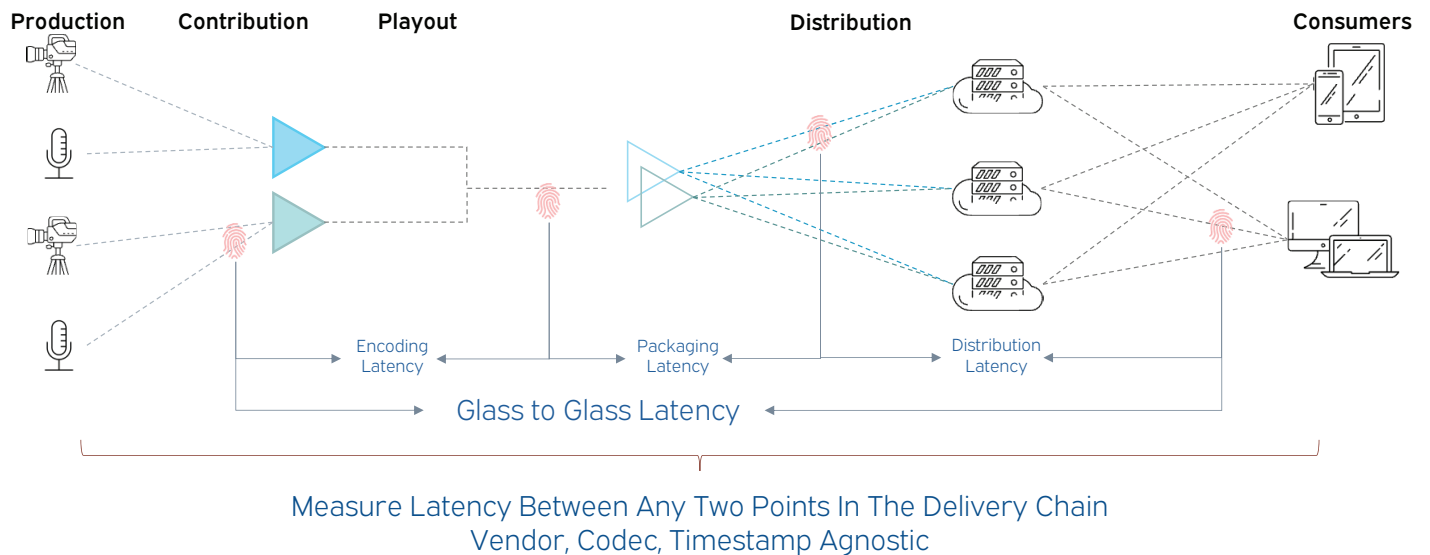 Production
Contribution
Playout
Distribution
Consumers
Encoding
Latency
Packaging
Latency
Distribution
Latency
Glass to Glass Latency
Measure Latency Between Any Two Points In The Delivery Chain
Vendor, Codec, Timestamp Agnostic